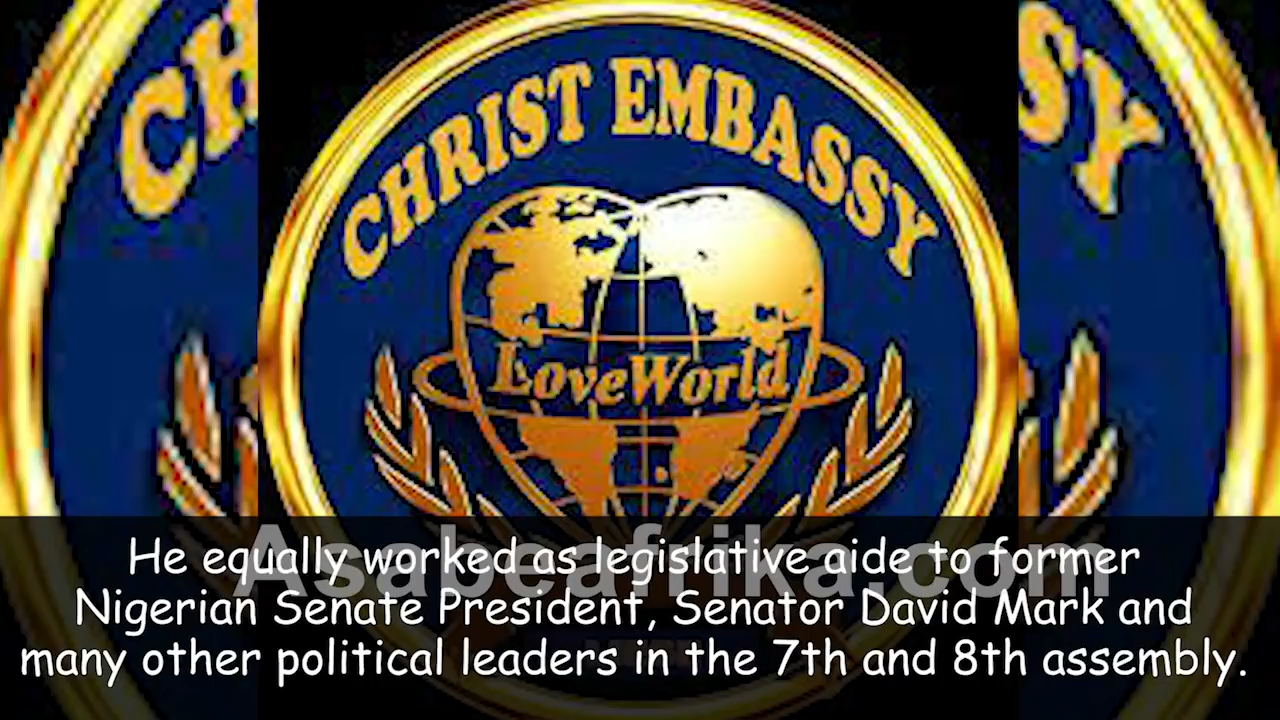 CHRIST EMBASSY
LoveWorld
Asabeafrika.com
He equally worked as legislative aide to former
Nigerian Senate President, Senator David Mark and
many other political leaders in the 7th and 8th assembly.